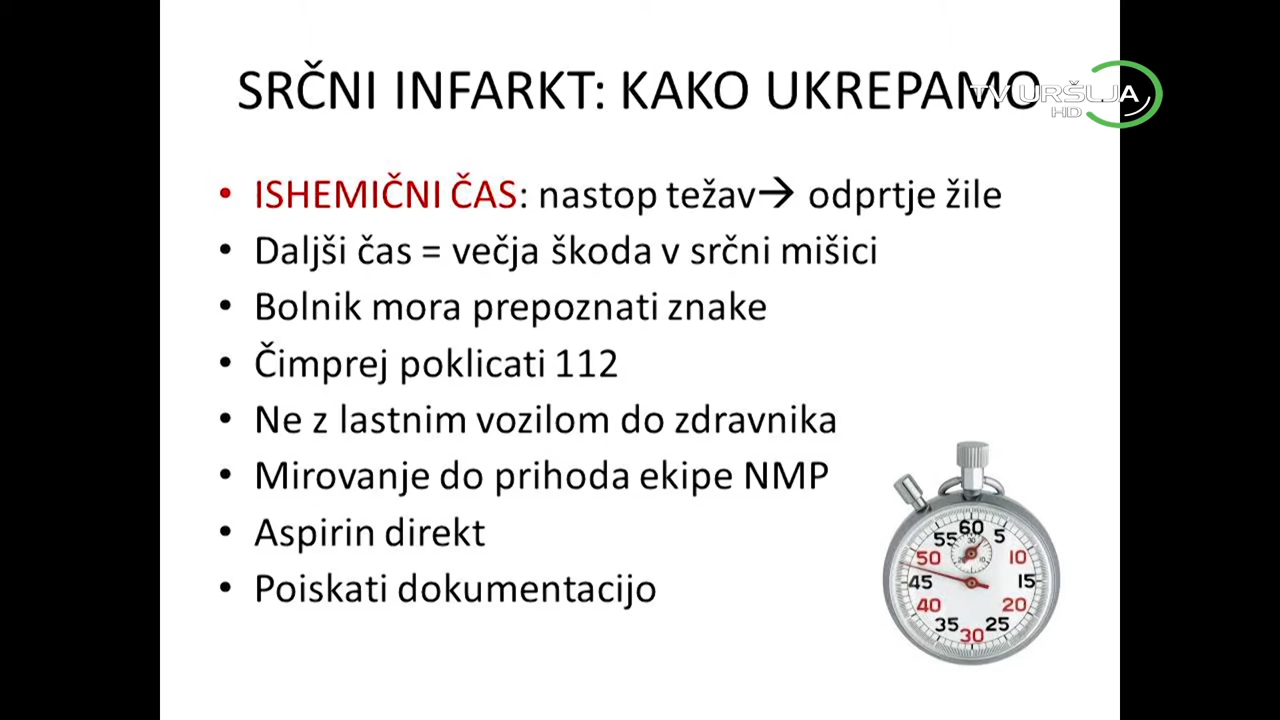 SRČNI INFARKT: KAKO UKREPAMO
TV URŠLJA
HD
• ISHEMIČNI ČAS: nastop težav→ odprtje žile
• Daljši čas = večja škoda v srčni mišici
• Bolnik mora prepoznati znake
• Čimprej poklicati 112
• Ne z lastnim vozilom do zdravnika
• Mirovanje do prihoda ekipe NMP
• Aspirin direkt
• Poiskati dokumentacijo
60
55 5
50 10
45 15
40 20
35 25
30